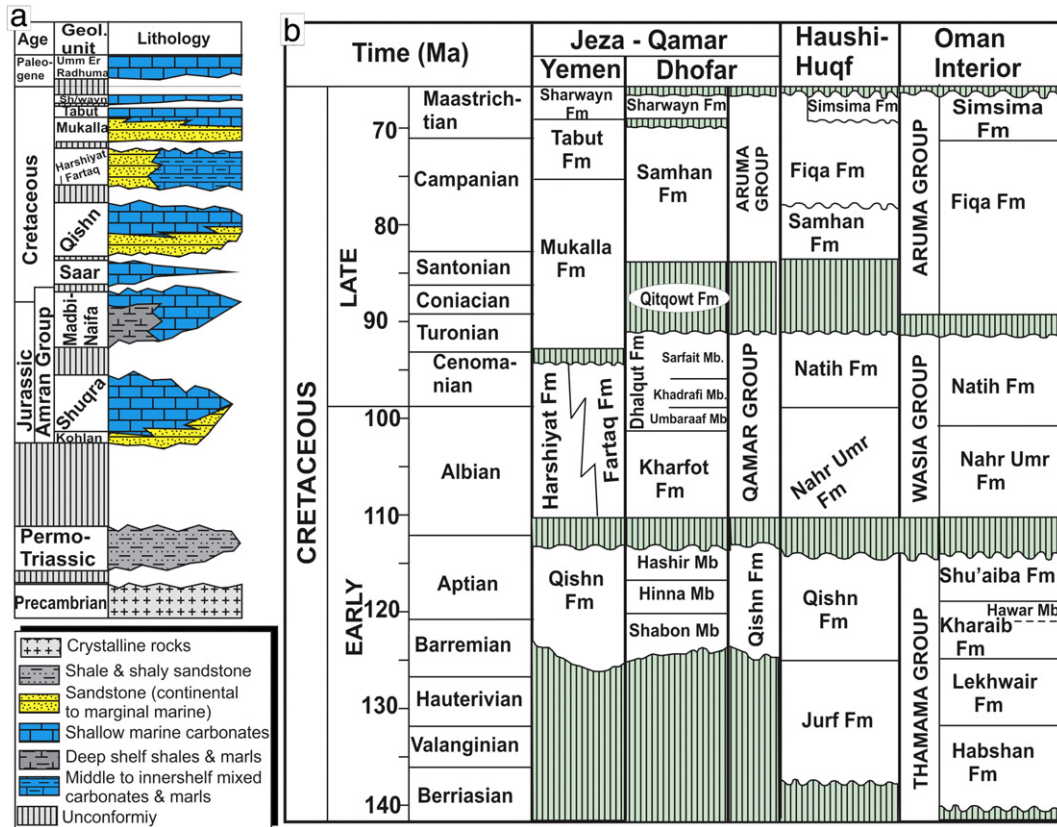 a
Age
Geol.
unit
Lithology
Paleo-
gene
Umm Er
Radhuma
Cretaceous
Sh/wayn
Tabut
Mukalla
Harshiyat
/ Fartaq
Qishn
Saar
Jurassic
Amran Group
Madbi-
Naifa
Shuqra
Kohlan
Permo-
Triassic
Precambrian
Crystalline rocks
Shale & shaly sandstone
Sandstone (continental
to marginal marine)
Shallow marine carbonates
Deep shelf shales & marls
Middle to innershelf mixed
carbonates & marls
Unconformiy
b
Time (Ma)
Jeza - Qamar
Yemen
Dhofar
Haushi-
Huqf
Oman
Interior
CRETACEOUS
LATE
EARLY
70
80
90
100
110
120
130
140
Maastrich-
tian
Campanian
Santonian
Coniacian
Turonian
Cenoma-
nian
Albian
Aptian
Barremian
Hauterivian
Valanginian
Berriasian
Sharwayn
Fm
Tabut
Fm
Mukalla
Fm
Harshiyat Fm
Fartaq Fm
Qishn
Fm
Sharwayn Fm
Samhan
Fm
Qitqowt Fm
Dhalqut Fm
Sarfait Mb.
Khadrafi Mb.
Umbaraaf Mb
Kharfot
Fm
Hashir Mb
Hinna Mb
Shabon Mb
ARUMA
GROUP
QAMAR GROUP
Qishn Fm
Simsima Fm
Fiqa Fm
Samhan
Fm
Natih Fm
Nahr Umr
Fm
Qishn
Fm
Jurf Fm
ARUMA GROUP
WASIA GROUP
THAMAMA GROUP
Simsima
Fm
Fiqa Fm
Natih Fm
Nahr Umr
Fm
Shu'aiba Fm
Hawar Mb
Kharaib
Fm
Lekhwair
Fm
Habshan
Fm